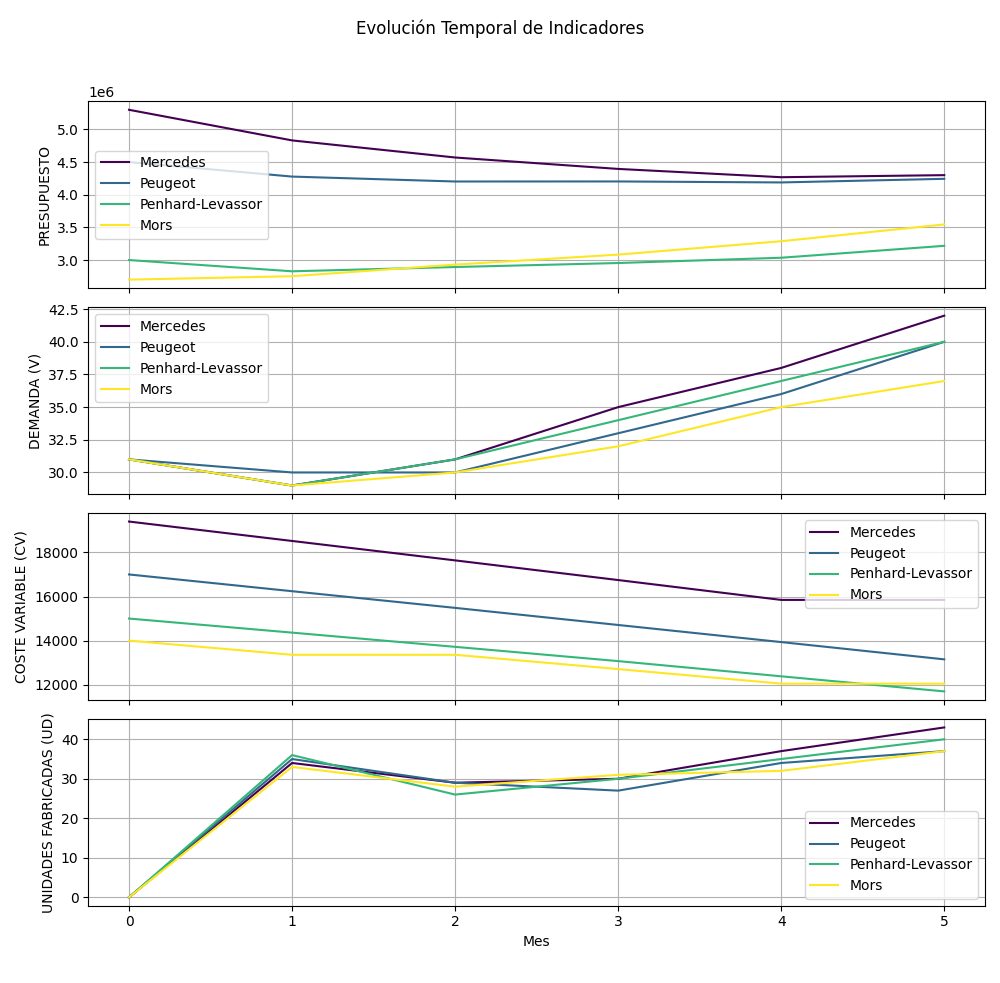 Evolución Temporal de Indicadores
1e6
5.0
4.5
4.0
3.5
3.0
PRESUPUESTO
Mercedes
Peugeot
Penhard-Levassor
Mors
42.5
40.0
37.5
35.0
32.5
30.0
DEMANDA (V)
Mercedes
Peugeot
Penhard-Levassor
Mors
18000
16000
14000
12000
COSTE VARIABLE (CV)
Mercedes
Peugeot
Penhard-Levassor
Mors
40
30
20
10
0
UNIDADES FABRICADAS (UD)
Mercedes
Peugeot
Penhard-Levassor
Mors
0 1 2 3 4 5
Mes